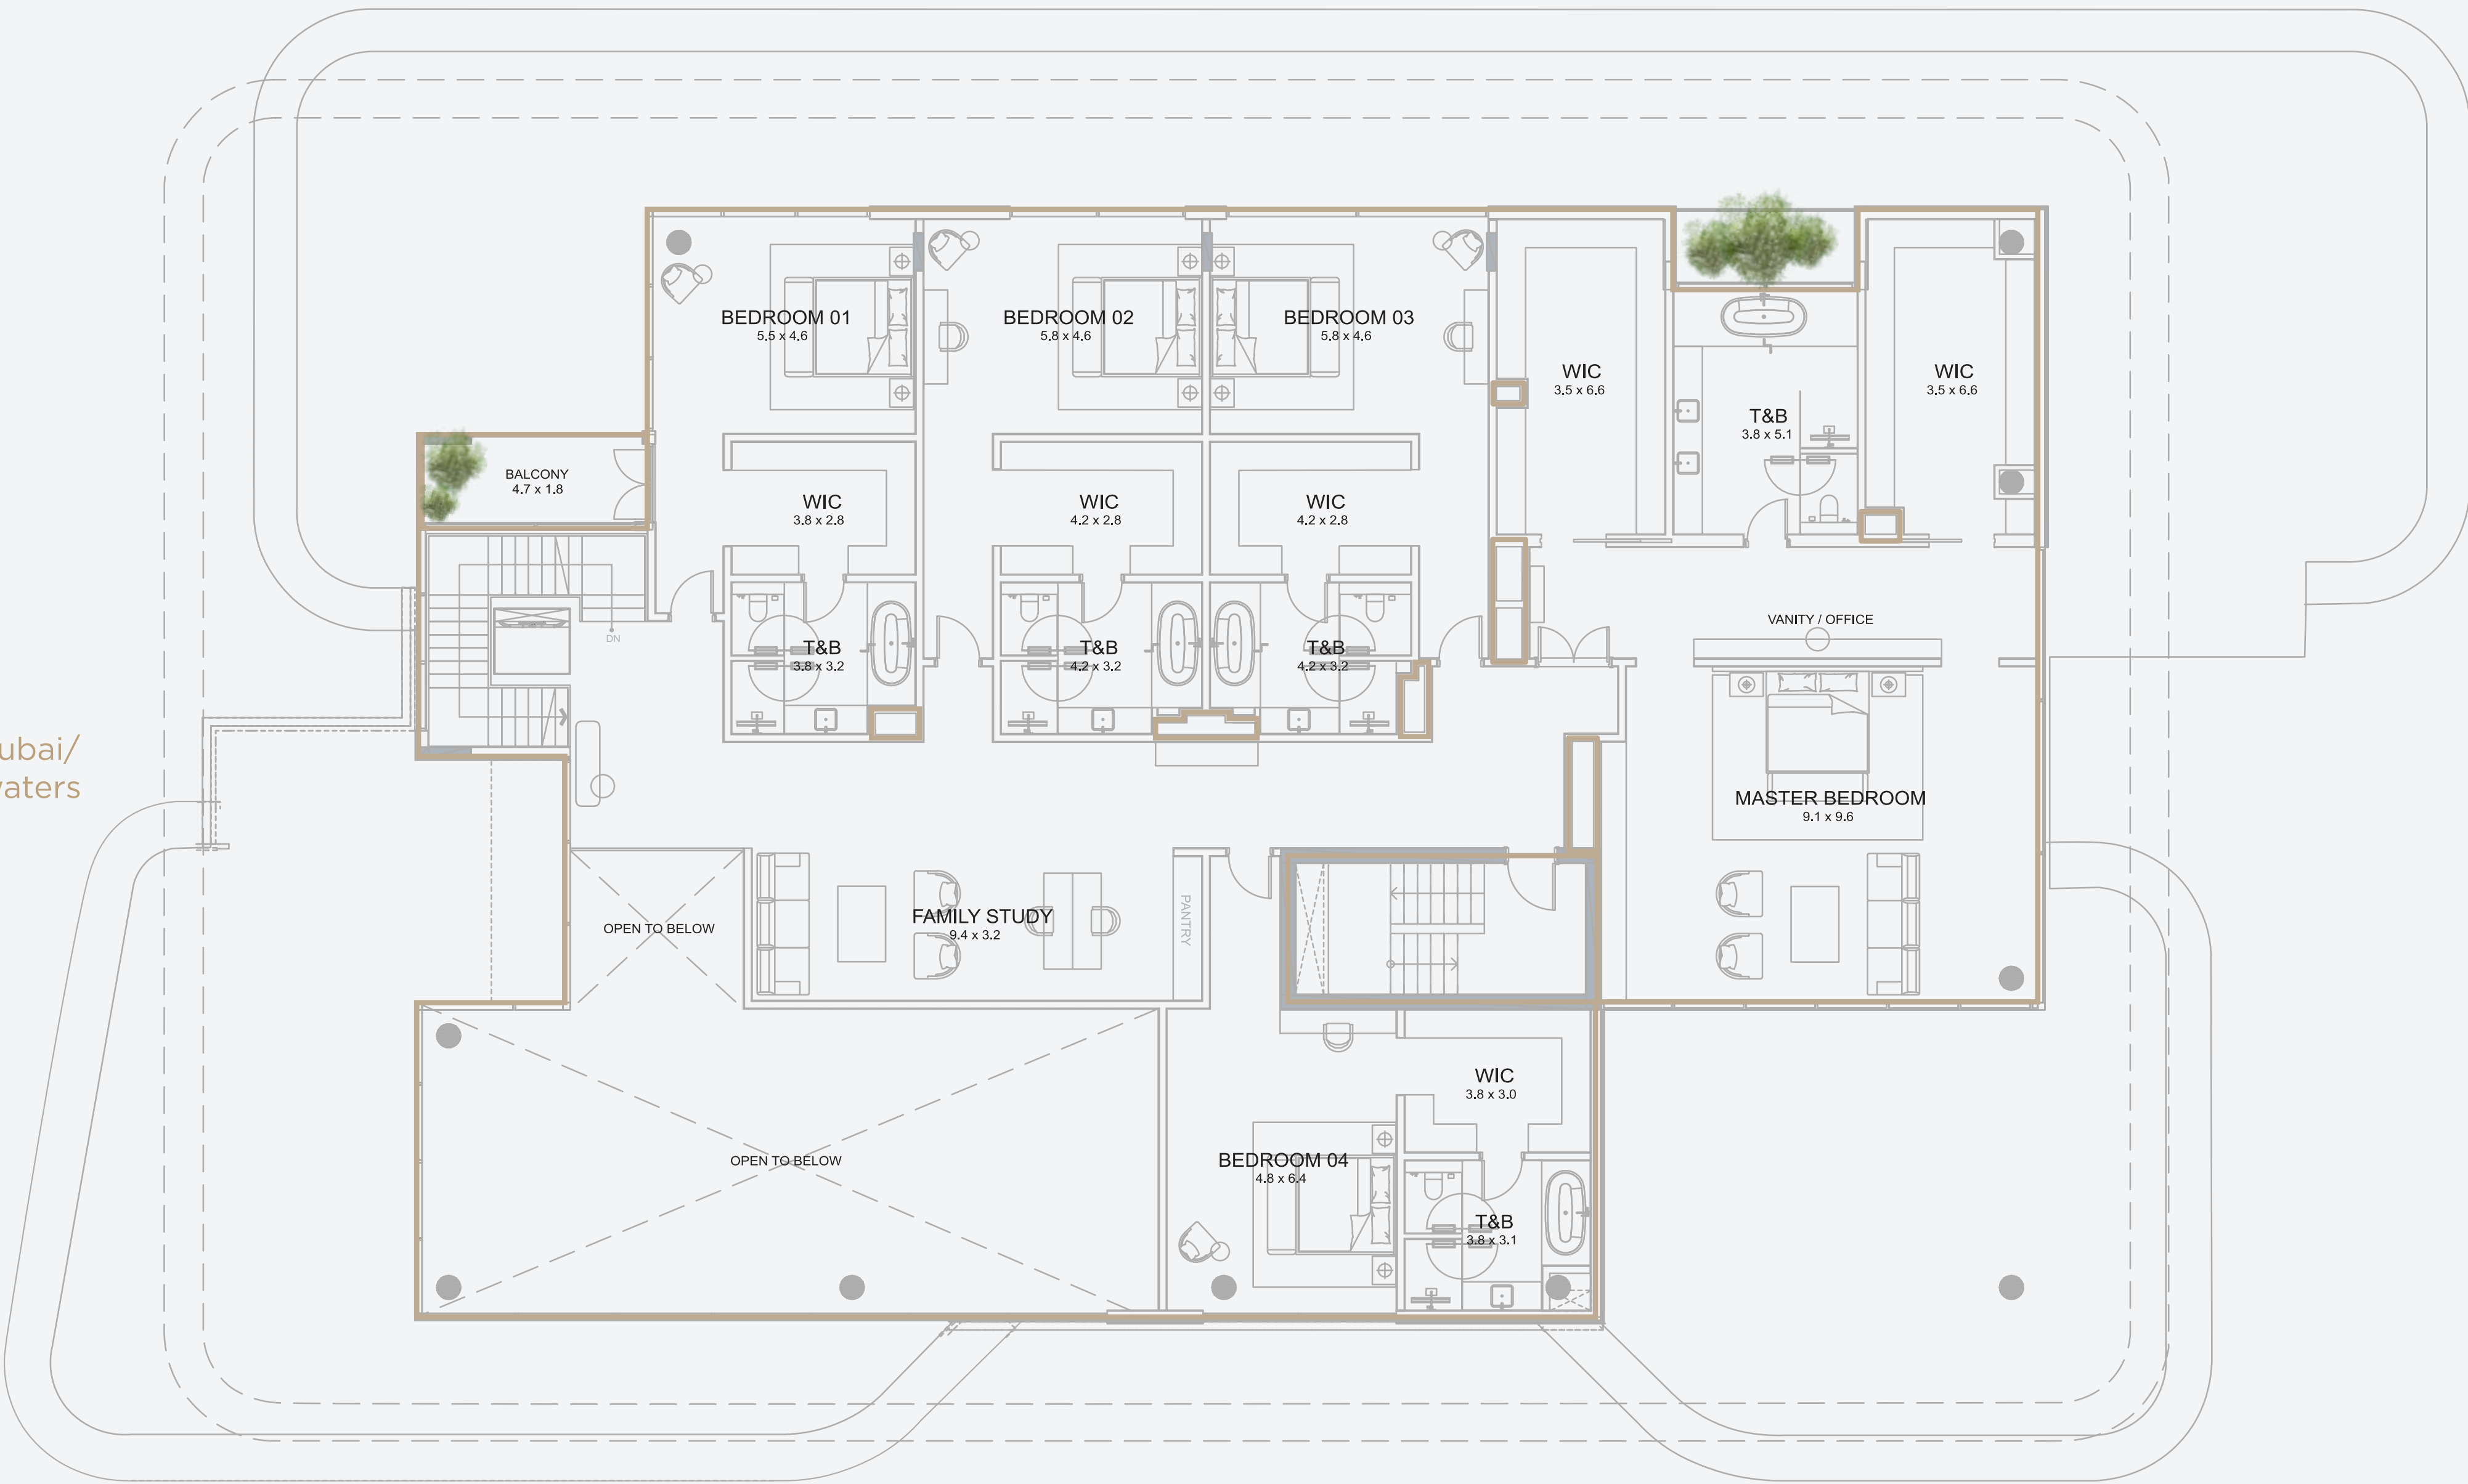 BEDROOM 01
5.5 x 4.6
BEDROOM 02
5.8 x 4.6
BEDROOM 03
5.8 x 4.6
WIC
3.5 x 6.6
T&B
3.8 x 5.1
WIC
3.5 x 6.6
BALCONY
4.7 x 1.8
WIC
3.8 x 2.8
WIC
4.2 x 2.8
WIC
4.2 x 2.8
DN
T&B
3.8 x 3.2
T&B
4.2 x 3.2
T&B
4.2 x 3.2
VANITY / OFFICE
ubai/
vaters
MASTER BEDROOM
9.1 x 9.6
OPEN TO BELOW
FAMILY STUDY
9.4 x 3.2
PANTRY
WIC
3.8 x 3.0
OPEN TO BELOW
BEDROOM 04
4.8 x 6.4
T&B
3.8 x 3.1